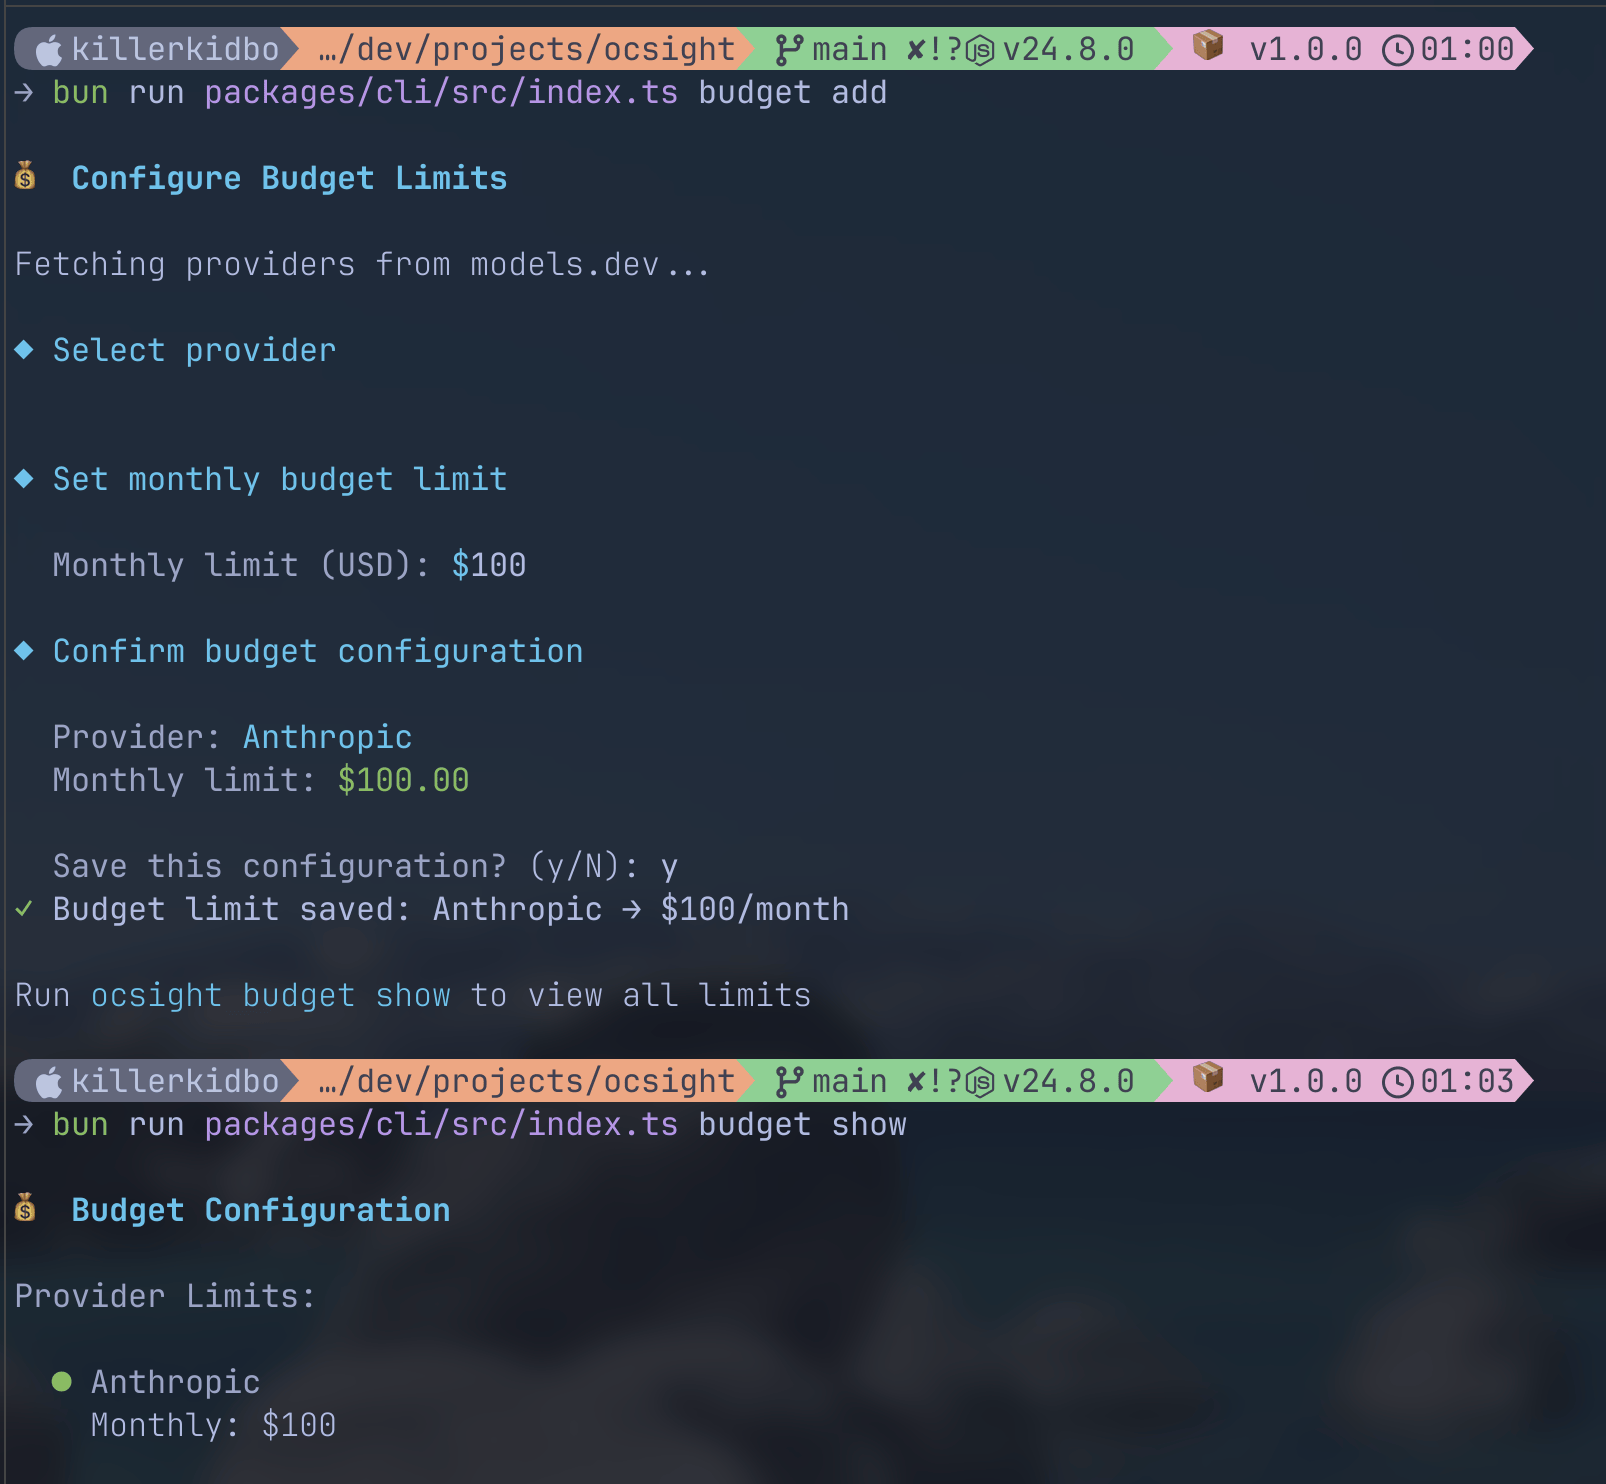 killerkidbo …/dev/projects/ocsight main ✘!? v24.8.0 v1.0.0 01:00
→ bun run packages/cli/src/index.ts budget add
Configure Budget Limits
Fetching providers from models.dev...
◆ Select provider
◆ Set monthly budget limit
Monthly limit (USD): $100
◆ Confirm budget configuration
Provider: Anthropic
Monthly limit: $100.00
Save this configuration? (y/N): y
✓ Budget limit saved: Anthropic → $100/month
Run ocsight budget show to view all limits
killerkidbo …/dev/projects/ocsight main ✘!? v24.8.0 v1.0.0 01:03
→ bun run packages/cli/src/index.ts budget show
Budget Configuration
Provider Limits:
● Anthropic
Monthly: $100